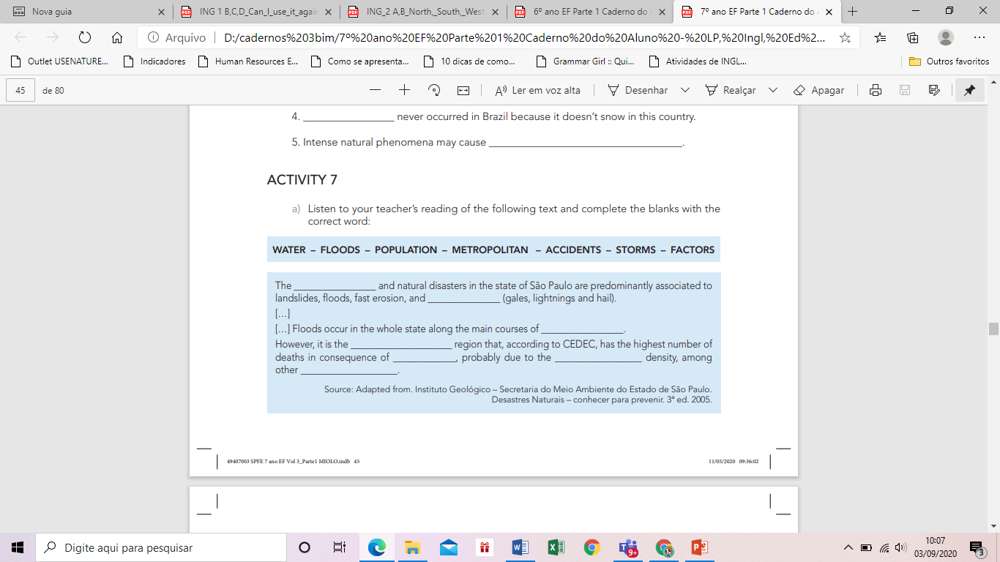 Nova guia
ING 1 B,C,D_Can_I_use_it_agair
ING_2 A,B_North,_South,_West
6º ano EF Parte 1 Caderno do
7º ano EF Parte 1 Caderno do
Arquivo
D:/cadernos%203bim/7º%20ano%20EF%20Parte%201%20Caderno%20do%20Aluno%20-%20LP,%20Ingl,%20Ed%2...
Outlet USENATURE...
Indicadores
Human Resources E...
Como se apresenta...
10 dicas de como...
Grammar Girl :: Qui...
Atividades de INGL...
Outros favoritos
45 de 80
Ler em voz alta
Desenhar
Realçar
Apagar
4. _________________ never occurred in Brazil because it doesn't snow in this country.
5. Intense natural phenomena may cause ____________________________________.
ACTIVITY 7
a) Listen to your teacher's reading of the following text and complete the blanks with the
correct word:
WATER – FLOODS – POPULATION – METROPOLITAN – ACCIDENTS – STORMS – FACTORS
The ________________ and natural disasters in the state of São Paulo are predominantly associated to
landslides, floods, fast erosion, and ______________ (gales, lightnings and hail).
[...]
[...] Floods occur in the whole state along the main courses of ________________.
However, it is the ____________________ region that, according to CEDEC, has the highest number of
deaths in consequence of ____________, probably due to the _________________ density, among
other ___________________.
Source: Adapted from. Instituto Geológico – Secretaria do Meio Ambiente do Estado de São Paulo.
Desastres Naturais – conhecer para prevenir. 3ª ed. 2005.
49407003 SPFE 7 ano EF Vol 3_Parte1 MIOLO.indb 45
11/05/2020 09:36:02
Digite aqui para pesquisar
9+
10:07
03/09/2020
3